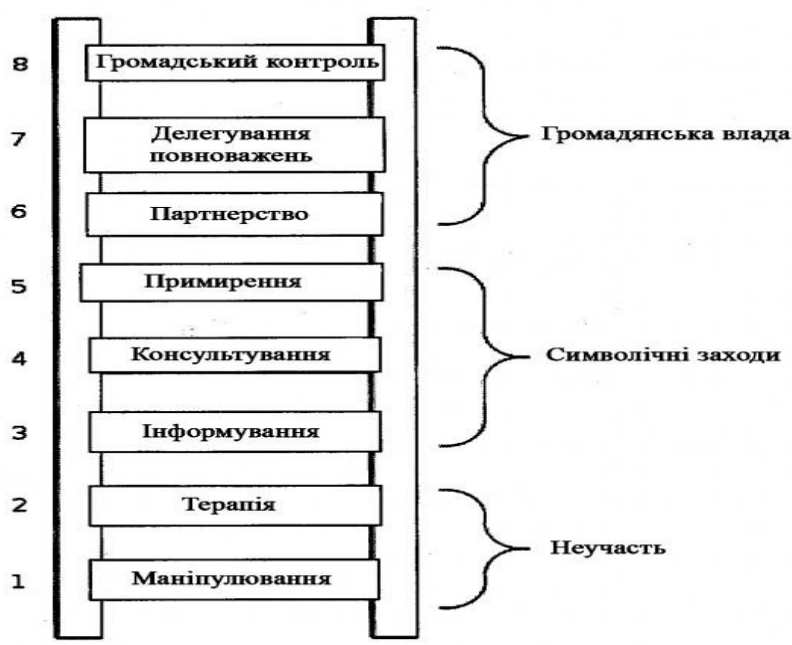 8
Громадський контроль
7
Делегування
повноважень
6
Партнерство
Громадянська влада
5
Примирення
4
Консультування
3
Інформування
Символічні заходи
2
Терапія
1
Маніпулювання
Неучасть